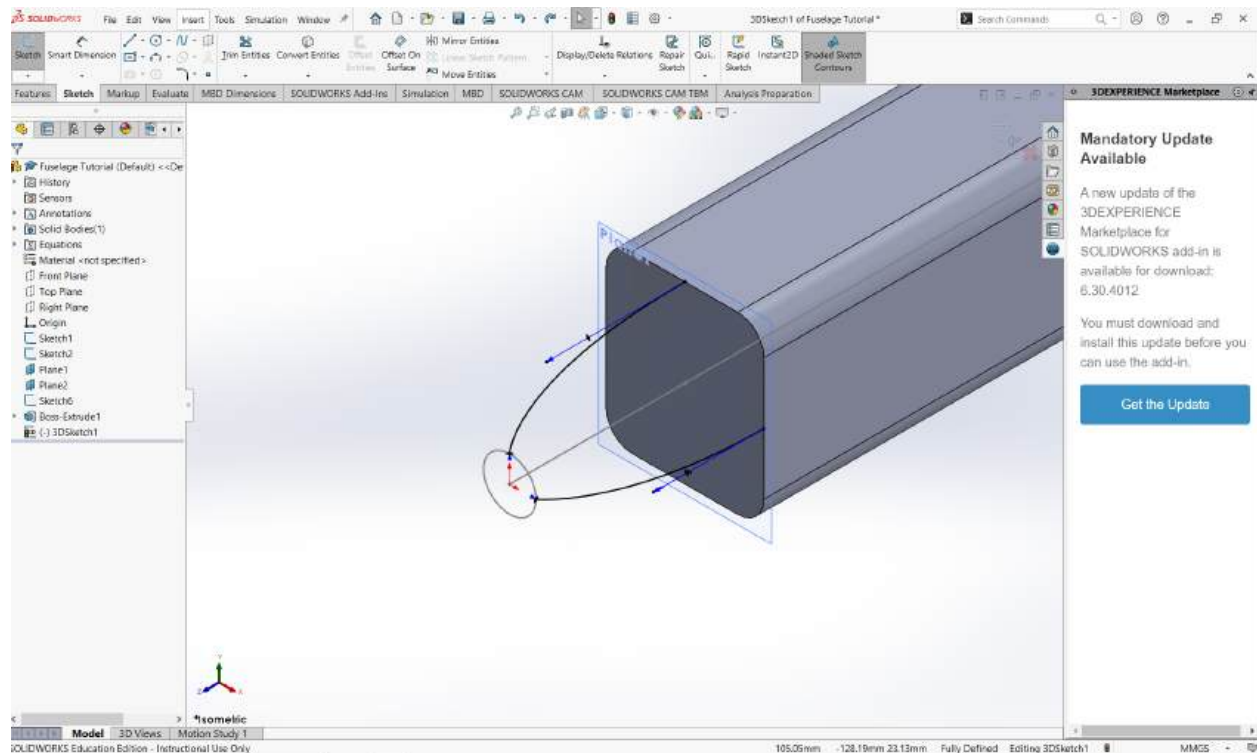 SOLIDWORKS File Edit View Insert Tools Simulation Window 3DSketch1 of Fuselage Tutorial * Search Commands
Sketch Smart Dimension Trim Entities Convert Entities Offset Entities Offset On Surface Mirror Entities Linear Sketch Pattern Move Entities Display/Delete Relations Repair Sketch Qui.. Rapid Sketch Instant2D Shaded Sketch Contours
Features Sketch Markup Evaluate MBD Dimensions SOLIDWORKS Add-Ins Simulation MBD SOLIDWORKS CAM SOLIDWORKS CAM TBM Analysis Preparation
3DEXPERIENCE Marketplace
Fuselage Tutorial (Default) <<De
History
Sensors
Annotations
Solid Bodies(1)
Equations
Material <not specified>
Front Plane
Top Plane
Right Plane
Origin
Sketch1
Sketch2
Plane1
Plane2
Sketch6
Boss-Extrude1
(-) 3DSketch1
Y
Z
X
*Isometric
Mandatory Update
Available
A new update of the
3DEXPERIENCE
Marketplace for
SOLIDWORKS add-in is
available for download:
6.30.4012
You must download and
install this update before you
can use the add-in.
Get the Update
Model 3D Views Motion Study 1
SOLIDWORKS Education Edition - Instructional Use Only 105.05mm -128.19mm 23.13mm Fully Defined Editing 3DSketch1 MMGS